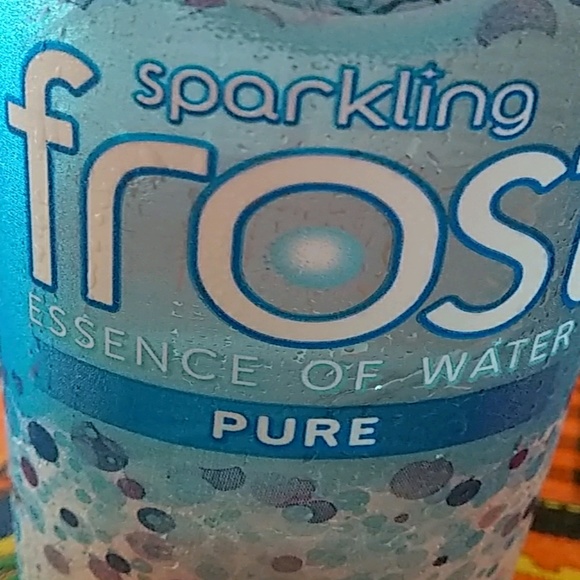 sparkling
frost
ESSENCE OF WATER
PURE